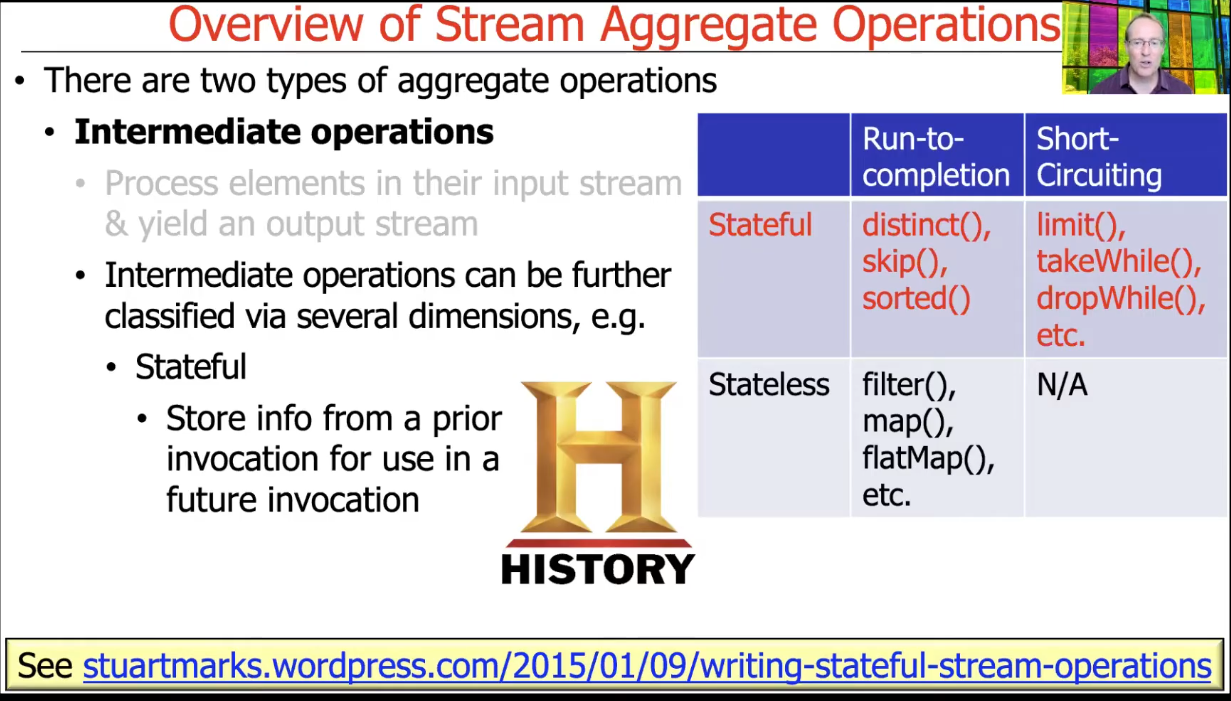 Overview of Stream Aggregate Operations
• There are two types of aggregate operations
• Intermediate operations
• Process elements in their input stream
& yield an output stream
• Intermediate operations can be further
classified via several dimensions, e.g.
• Stateful
• Store info from a prior
invocation for use in a
future invocation
H
HISTORY
Run-to-
completion
Short-
Circuiting
Stateful
distinct(),
skip(),
sorted()
limit(),
takeWhile(),
dropWhile(),
etc.
Stateless
filter(),
map(),
flatMap(),
etc.
N/A
See stuartmarks.wordpress.com/2015/01/09/writing-stateful-stream-operations